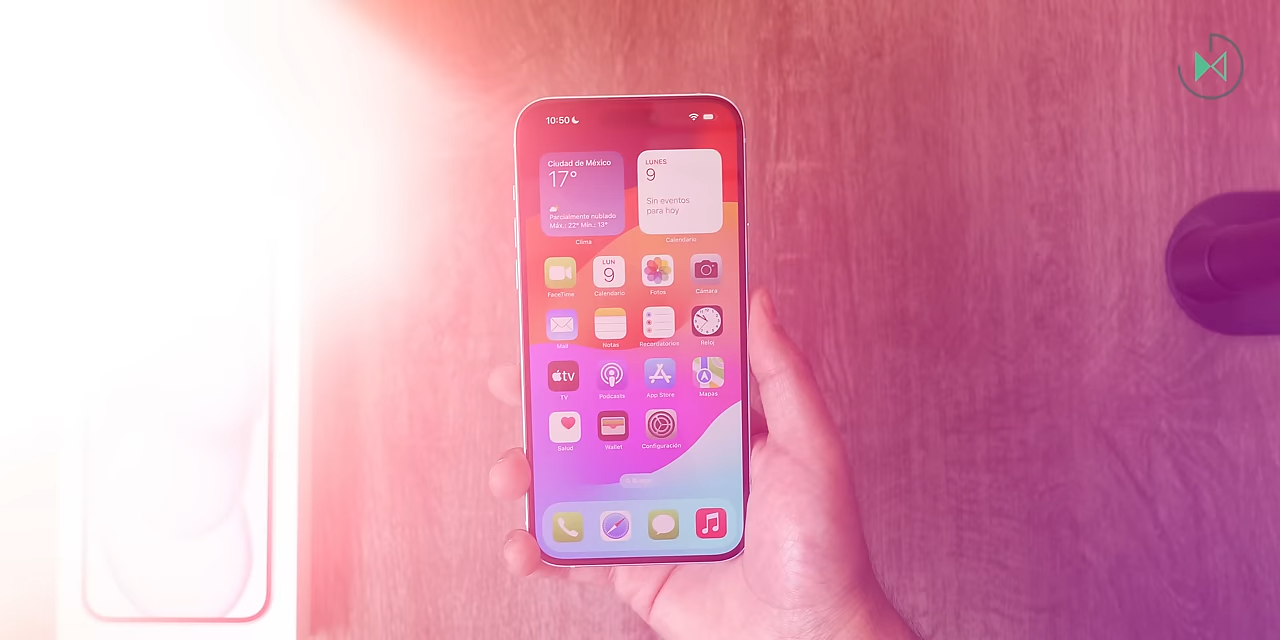 10:50
Ciudad de México
17°
Parcialmente nublado
Máx.: 22° Mín.: 13°
Clima
LUNES
9
Sin eventos
para hoy
Calendario
FaceTime
LUN
9
Calendario
Fotos
Cámara
Mail
Notas
Recordatorios
Reloj
tv
TV
Podcasts
App Store
Mapas
Salud
Wallet
Configuración
Buscar